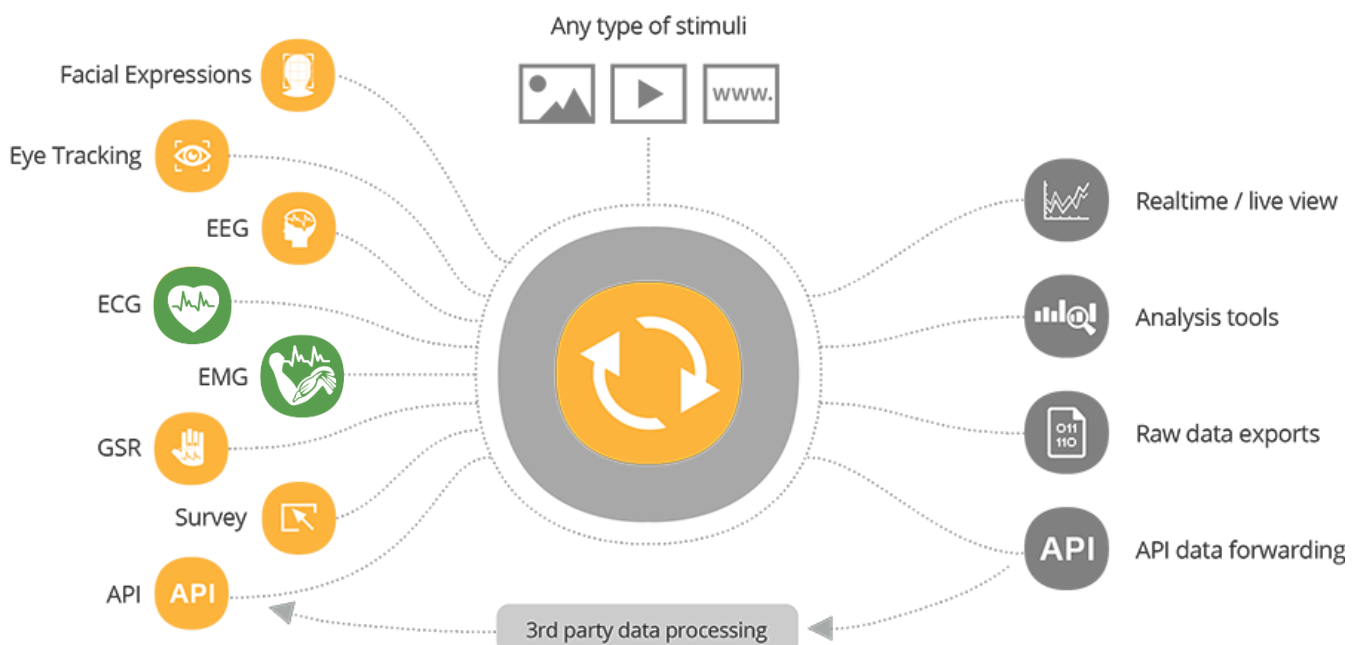 Any type of stimuli
www.
Facial Expressions
Eye Tracking
EEG
ECG
EMG
GSR
Survey
API
API
Realtime / live view
Analysis tools
011
110
Raw data exports
API
API data forwarding
3rd party data processing